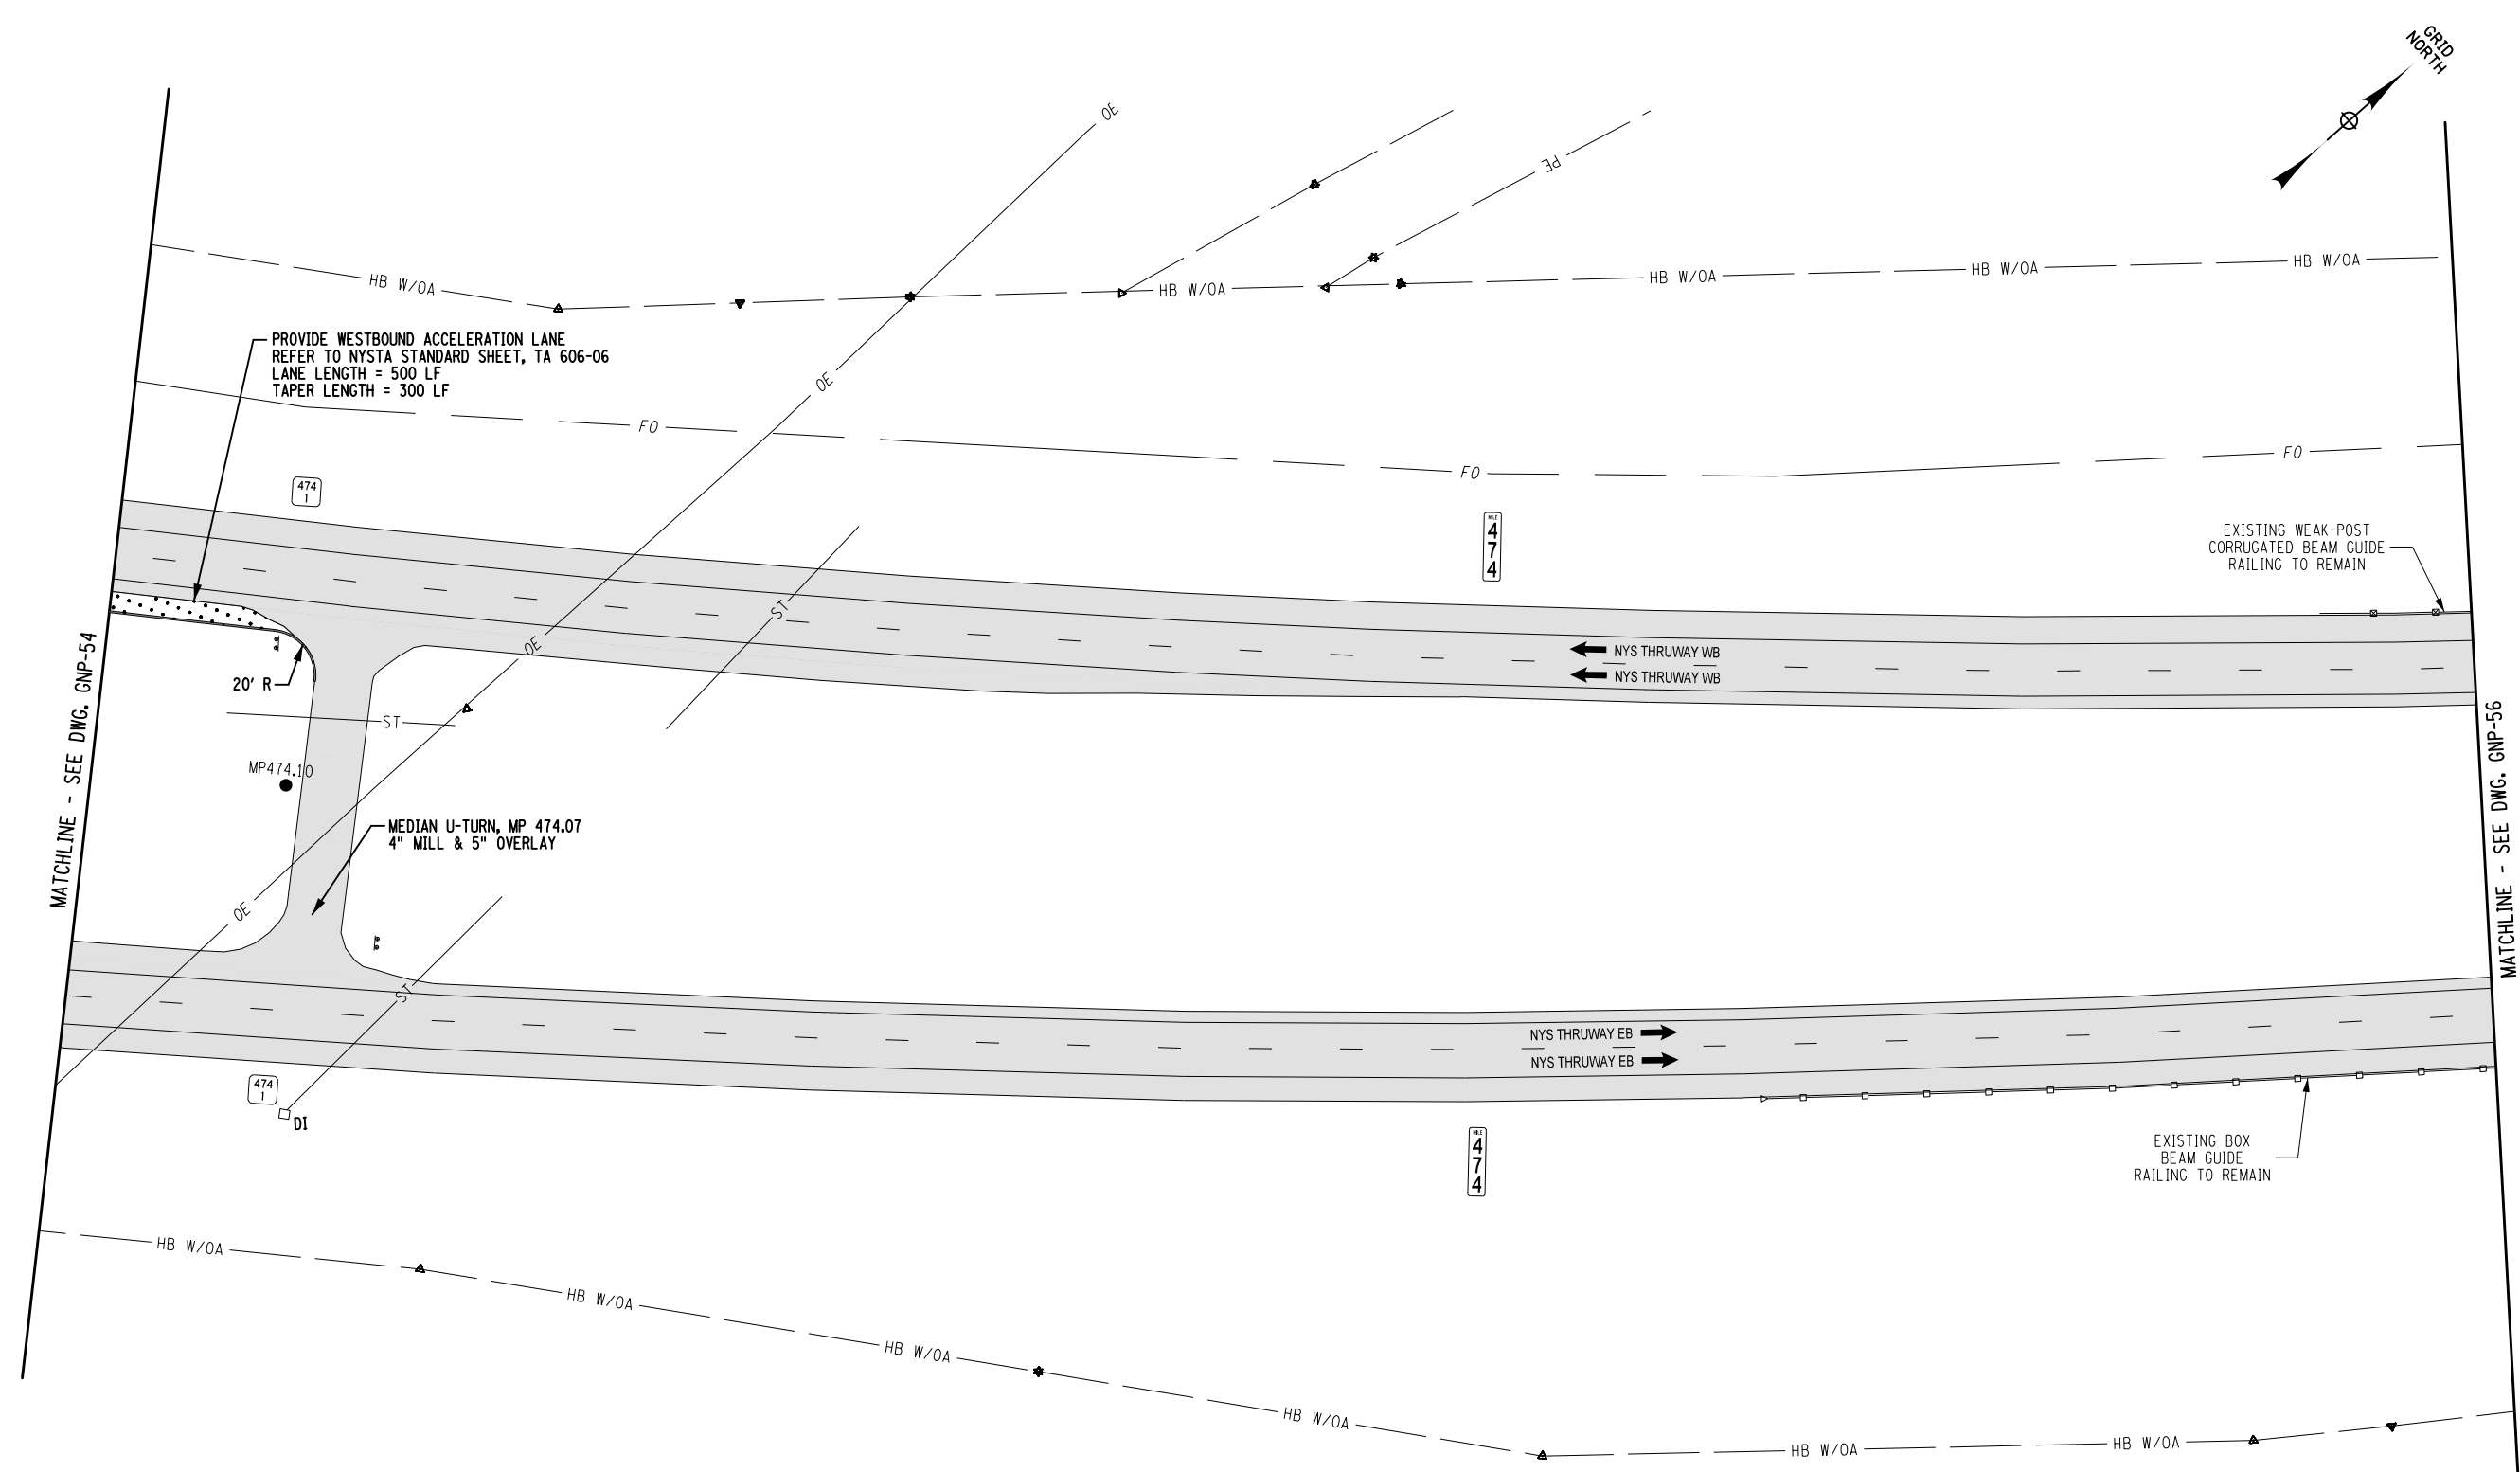 GRID
NORTH
OE
PE
HB W/OA
HB W/OA
HB W/OA
HB W/OA
HB W/OA
PROVIDE WESTBOUND ACCELERATION LANE
REFER TO NYSTA STANDARD SHEET, TA 606-06
LANE LENGTH = 500 LF
TAPER LENGTH = 300 LF
OE
FO
FO
FO
474
1
MILE
4
7
4
EXISTING WEAK-POST
CORRUGATED BEAM GUIDE
RAILING TO REMAIN
ST
OE
NYS THRUWAY WB
NYS THRUWAY WB
20' R
ST
MATCHLINE - SEE DWG. GNP-54
MATCHLINE - SEE DWG. GNP-56
MP474.10
MEDIAN U-TURN, MP 474.07
4" MILL & 5" OVERLAY
OE
ST
NYS THRUWAY EB
NYS THRUWAY EB
474
1
DI
MILE
4
7
4
EXISTING BOX
BEAM GUIDE
RAILING TO REMAIN
HB W/OA
HB W/OA
HB W/OA
HB W/OA
HB W/OA
HB W/OA